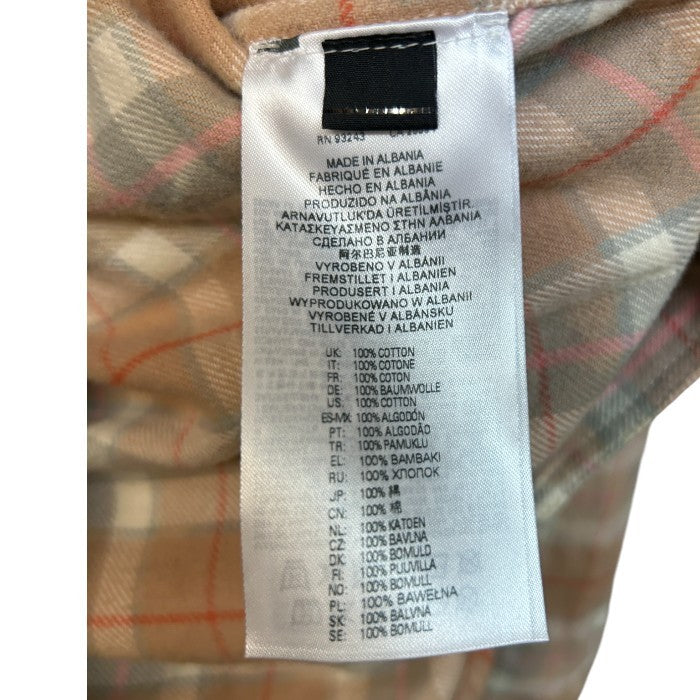 RN 93243 CA
MADE IN ALBANIA
FABRIQUÉ EN ALBANIE
HECHO EN ALBANIA
PRODUZIDO NA ALBÂNIA
ARNAVUTLUK'DA ÜRETİLMİŞTİR.
ΚΑΤΑΣΚΕΥΑΣΜΕΝΟ ΣΤΗΝ ΑΛΒΑΝΙΑ
СДЕЛАНО В АЛБАНИИ
阿尔巴尼亚制造
VYROBENO V ALBÁNII
FREMSTILLET I ALBANIEN
PRODUSERT I ALBANIA
WYPRODUKOWANO W ALBANII
VYROBENÉ V ALBÁNSKU
TILLVERKAD I ALBANIEN
UK: 100% COTTON
IT: 100% COTONE
FR: 100% COTON
DE: 100% BAUMWOLLE
US: 100% COTTON
ES-MX: 100% ALGODÓN
PT: 100% ALGODÃO
TR: 100% PAMUKLU
EL: 100% ΒΑΜΒΑΚΙ
RU: 100% ХЛОПОК
JP: 100% 綿
CN: 100% 棉
NL: 100% KATOEN
CZ: 100% BAVLNA
DK: 100% BOMULD
FI: 100% PUUVILLA
NO: 100% BOMULL
PL: 100% BAWEŁNA
SK: 100% BALVNA
SE: 100% BOMULL